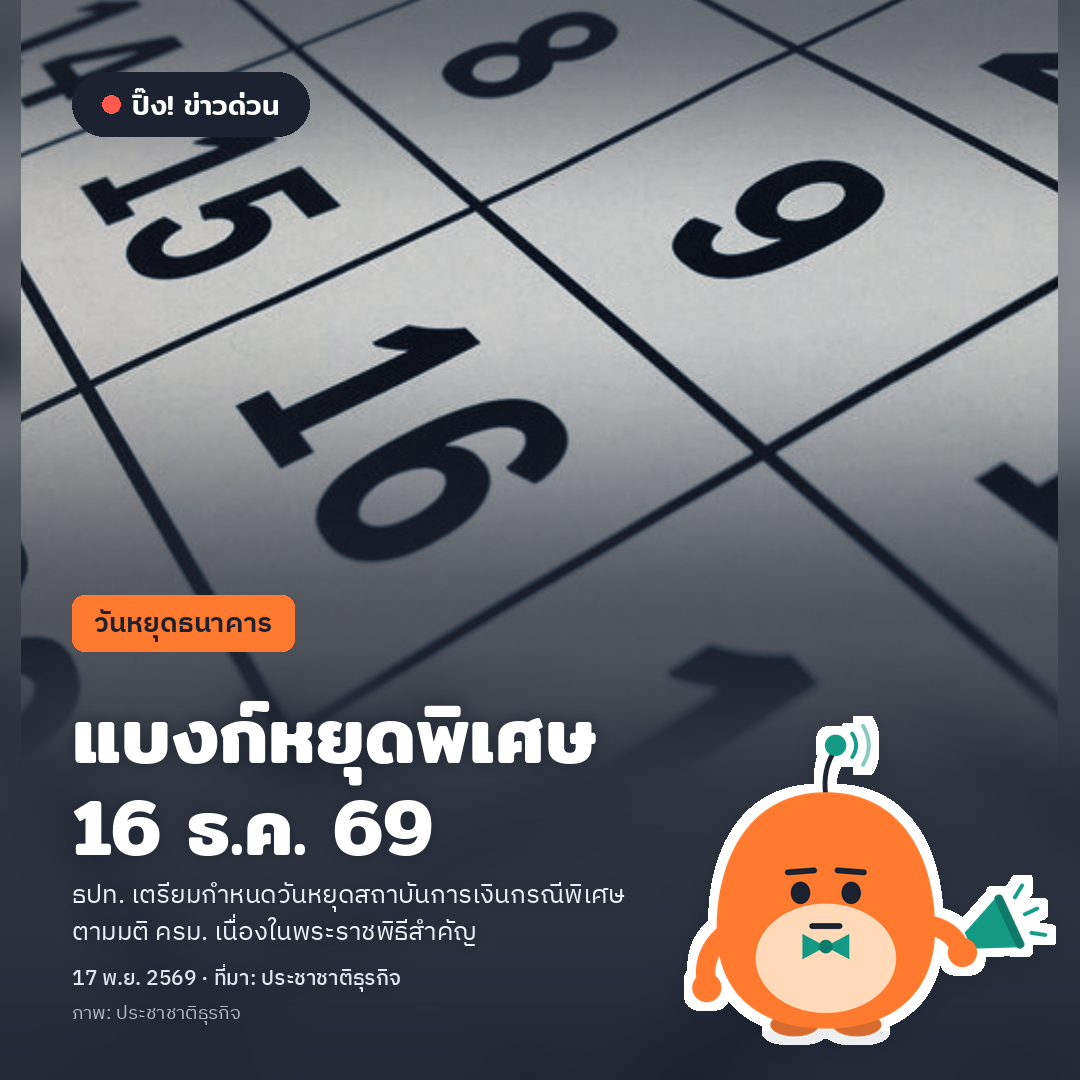 14
8
ปิ๊ง! ข่าวด่วน
15
9
16
วันหยุดธนาคาร
แบงก์หยุดพิเศษ
16 ธ.ค. 69
ธปท. เตรียมกำหนดวันหยุดสถาบันการเงินกรณีพิเศษ
ตามมติ ครม. เนื่องในพระราชพิธีสำคัญ
17 พ.ย. 2569 · ที่มา: ประชาชาติธุรกิจ
ภาพ: ประชาชาติธุรกิจ